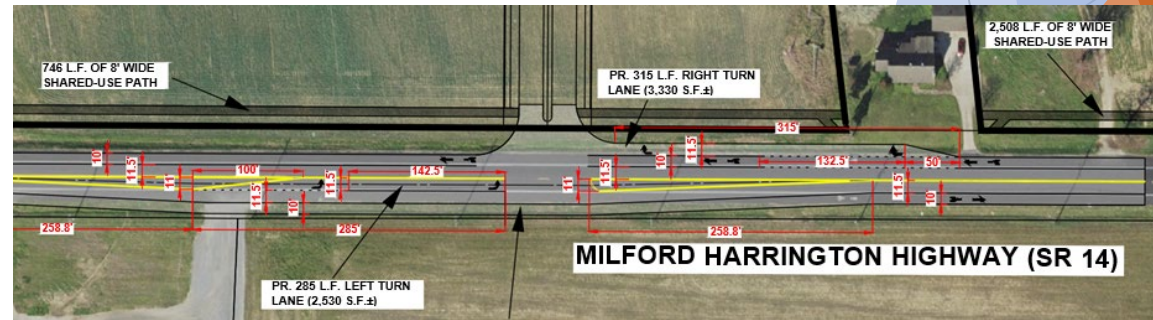 2,508 L.F. OF 8' WIDE
SHARED-USE PATH
746 L.F. OF 8' WIDE
SHARED-USE PATH
PR. 315 L.F. RIGHT TURN
LANE (3,330 S.F.±)
315'
10'
11.5'
11'
100'
11.5'
10'
11.5'
142.5'
11'
11.5'
10'
11.5'
132.5'
50'
11.5'
10'
258.8'
285'
258.8'
MILFORD HARRINGTON HIGHWAY (SR 14)
PR. 285 L.F. LEFT TURN
LANE (2,530 S.F.±)